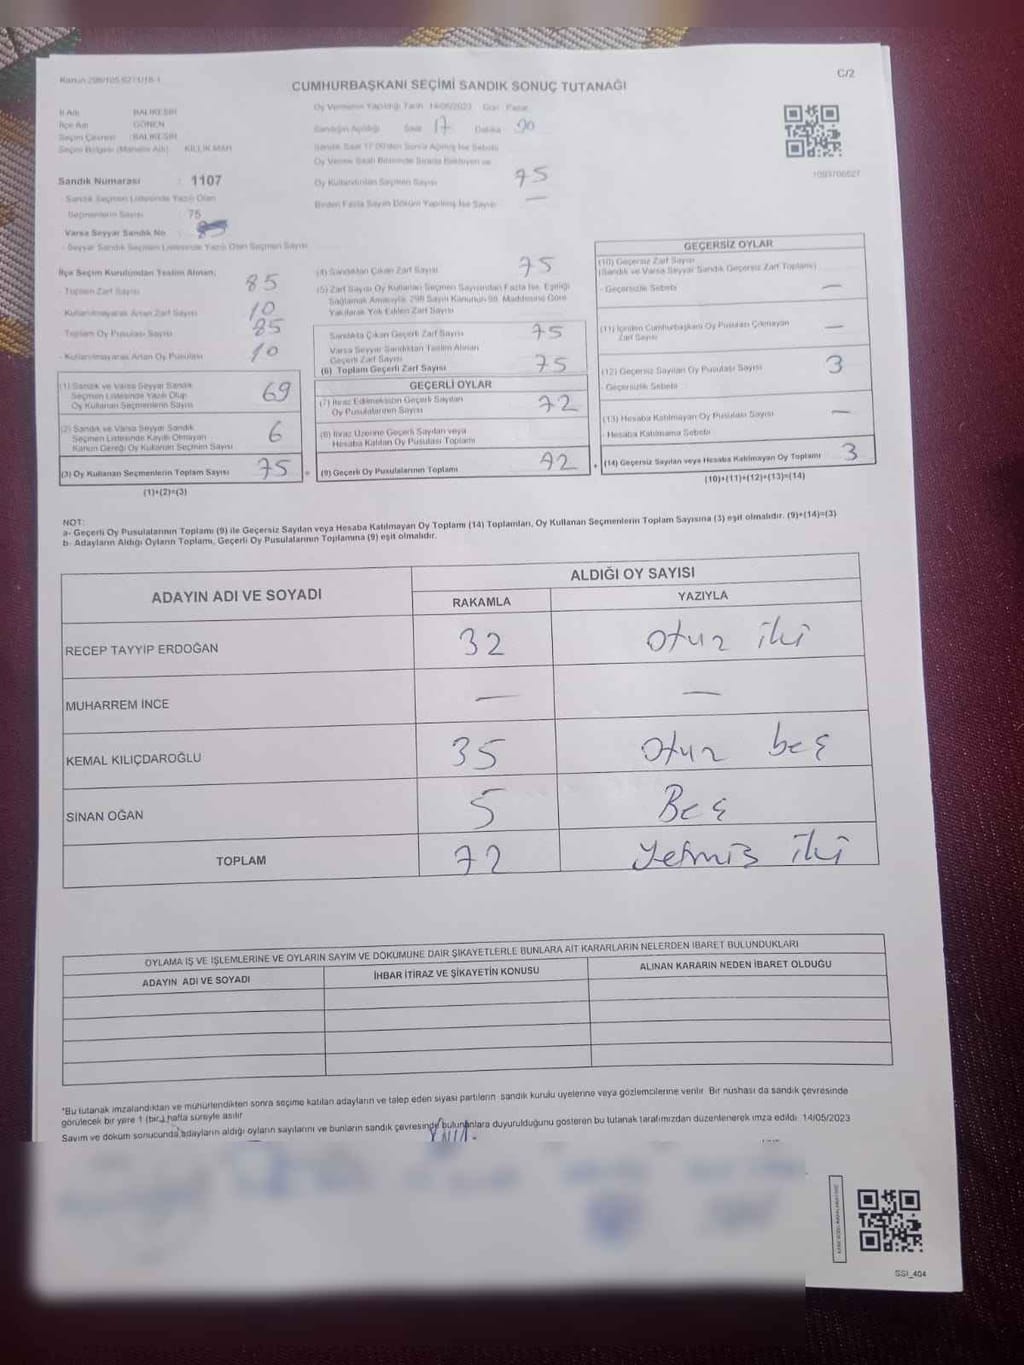 Kanun 298/105,6271/18-1
C/2
CUMHURBAŞKANI SEÇİMİ SANDIK SONUÇ TUTANAĞI
İl Adı BALIKESİR
İlçe Adı GÖNEN
Seçim Çevresi BALIKESİR
Seçim Bölgesi (Mahalle Adı)
Sandık Numarası : 1107
- Sandık Seçmen Listesinde Yazılı Olan
Seçmenlerin Sayısı 75
Varsa Seyyar Sandık No
- Seyyar Sandık Seçmen Listesinde Yazılı Olan Seçmen Sayısı
Oy Vermenin Yapıldığı Tarih 14/05/2023 Gün Pazar
Sandığın Açıldığı Saat 17 Dakika
Sandık Saat 17.00'den Sonra Açılmış İse Sebebi
Oy Verme Saati Bitiminde Sırada Bekleyen ve
Oy Kullandırılan Seçmen Sayısı 75
Birden Fazla Sayım Döküm Yapılmış İse Sayısı —
İlçe Seçim Kurulundan Teslim Alınan;
- Toplam Zarf Sayısı 85
Kullanılmayarak Artan Zarf Sayısı 10
Toplam Oy Pusulası Sayısı 85
- Kullanılmayarak Artan Oy Pusulası 10
(1) Sandık ve Varsa Seyyar Sandık
Seçmen Listesinde Yazılı Olup
Oy Kullanan Seçmenlerin Sayısı 69
(2) Sandık ve Varsa Seyyar Sandık
Seçmen Listesinde Kayıtlı Olmayan
Kanun Gereği Oy Kullanan Seçmen Sayısı 6
(3) Oy Kullanan Seçmenlerin Toplam Sayısı 75
(1)+(2)=(3)
(4) Sandıktan Çıkan Zarf Sayısı 75
(5) Zarf Sayısı Oy Kullanan Seçmen Sayısından Fazla İse, Eşitliği
Sağlamak Amacıyla, 298 Sayılı Kanunun 98. Maddesine Göre
Yakılarak Yok Edilen Zarf Sayısı
Sandıkta Çıkan Geçerli Zarf Sayısı 75
Varsa Seyyar Sandıktan Teslim Alınan
Geçerli Zarf Sayısı
(6) Toplam Geçerli Zarf Sayısı 75
GEÇERLİ OYLAR
(7) İtiraz Edilmeksizin Geçerli Sayılan
Oy Pusulalarının Sayısı 72
(8) İtiraz Üzerine Geçerli Sayılan veya
Hesaba Katılan Oy Pusulası Toplamı
(9) Geçerli Oy Pusulalarının Toplamı 72
GEÇERSİZ OYLAR
(10) Geçersiz Zarf Sayısı
(Sandık ve Varsa Seyyar Sandık Geçersiz Zarf Toplamı)
- Geçersizlik Sebebi —
(11) İçinden Cumhurbaşkanı Oy Pusulası Çıkmayan
Zarf Sayısı —
(12) Geçersiz Sayılan Oy Pusulası Sayısı 3
- Geçersizlik Sebebi
(13) Hesaba Katılmayan Oy Pusulası Sayısı —
Hesaba Katılmama Sebebi
(14) Geçersiz Sayılan veya Hesaba Katılmayan Oy Toplamı 3
(10)+(11)+(12)+(13)=(14)
NOT:
a- Geçerli Oy Pusulalarının Toplamı (9) ile Geçersiz Sayılan veya Hesaba Katılmayan Oy Toplamı (14) Toplamları, Oy Kullanan Seçmenlerin Toplam Sayısına (3) eşit olmalıdır. (9)+(14)=(3)
b- Adayların Aldığı Oyların Toplamı, Geçerli Oy Pusulalarının Toplamına (9) eşit olmalıdır.
ADAYIN ADI VE SOYADI
ALDIĞI OY SAYISI
RAKAMLA YAZIYLA
RECEP TAYYİP ERDOĞAN 32 Otuz iki
MUHARREM İNCE — —
KEMAL KILIÇDAROĞLU 35 Otuz beş
SİNAN OĞAN 5 Beş
TOPLAM 72 Yetmiş iki
OYLAMA İŞ VE İŞLEMLERİNE VE OYLARIN SAYIM VE DÖKÜMÜNE DAİR ŞİKAYETLERLE BUNLARA AİT KARARLARIN NELERDEN İBARET BULUNDUKLARI
ADAYIN ADI VE SOYADI İHBAR İTİRAZ VE ŞİKAYETİN KONUSU ALINAN KARARIN NEDEN İBARET OLDUĞU
*Bu tutanak imzalandıktan ve mühürlendikten sonra seçime katılan adayların ve talep eden siyasi partilerin sandık kurulu üyelerine veya gözlemcilerine verilir. Bir nüshası da sandık çevresinde
görülecek bir yere 1 (bir) hafta süreyle asılır
Sayım ve döküm sonucunda adayların aldığı oyların sayılarını ve bunların sandık çevresinde bulunanlara duyurulduğunu gösteren bu tutanak tarafımızdan düzenlenerek imza edildi. 14/05/2023
SSI_404